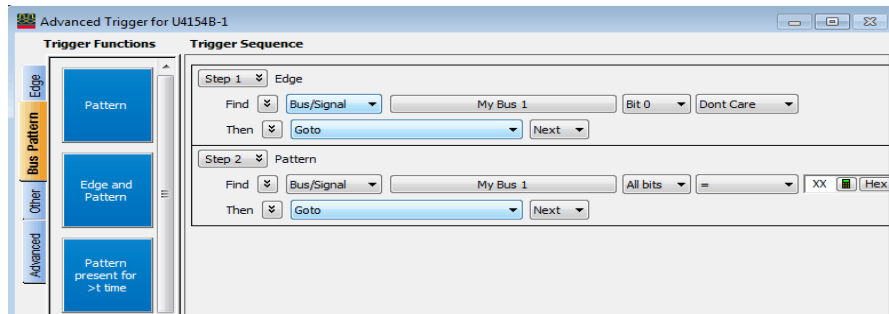 Advanced Trigger for U4154B-1
Trigger Functions
Trigger Sequence
Edge
Bus Pattern
Other
Advanced
Pattern
Edge and
Pattern
Pattern
present for
>t time
Step 1 Edge
Find Bus/Signal My Bus 1 Bit 0 Dont Care
Then Goto Next
Step 2 Pattern
Find Bus/Signal My Bus 1 All bits = XX Hex
Then Goto Next